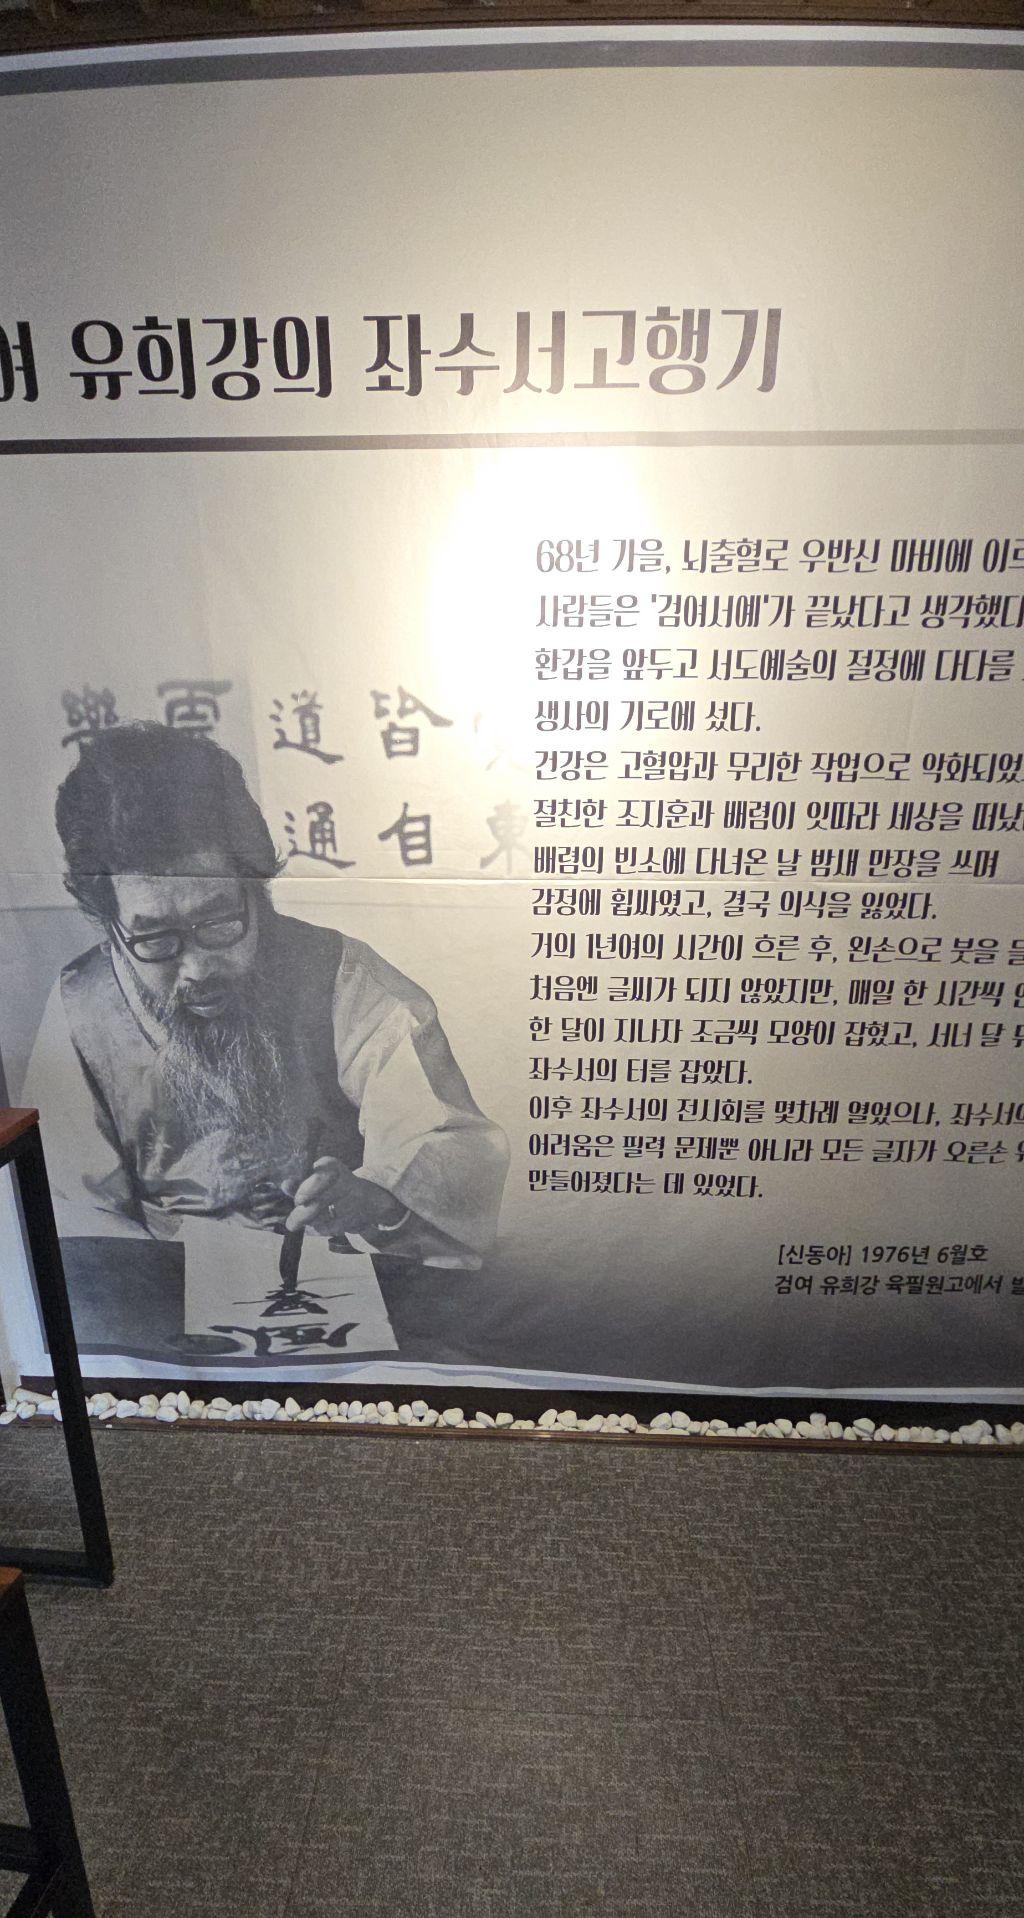 유희강의 좌수서고행기
68년 가을, 뇌출혈로 우반신 마비에
사람들은 '검여서예'가 끝났다고 생각했다
환갑을 앞두고 서도예술의 절정에 다다를
생사의 기로에 섰다.
건강은 고혈압과 무리한 작업으로 악화되었
절친한 조지훈과 배렴이 잇따라 세상을 떠났
배렴의 빈소에 다녀온 날 밤새 만장을 쓰며
감정에 휩싸였고, 결국 의식을 잃었다.
거의 1년여의 시간이 흐른 후, 왼손으로 붓을
처음엔 글씨가 되지 않았지만, 매일 한 시간씩
한 달이 지나자 조금씩 모양이 잡혔고, 서너 달
좌수서의 터를 잡았다.
이후 좌수서의 전시회를 몇차례 열었으나, 좌수서의
어려움은 필력 문제뿐 아니라 모든 글자가 오른손
만들어졌다는 데 있었다.
[신동아] 1976년 6월호
검여 유희강 육필원고에서
樂 雲 道 皆
通 自 東